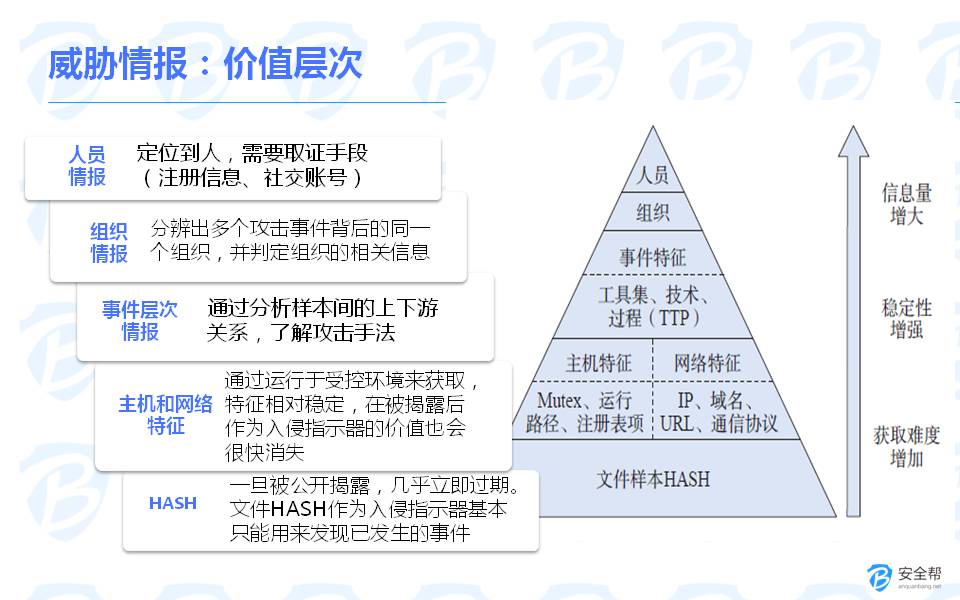 威胁情报：价值层次
人员
情报
定位到人，需要取证手段
（注册信息、社交账号）
组织
情报
分辨出多个攻击事件背后的同一
个组织，并判定组织的相关信息
事件层次
情报
通过分析样本间的上下游
关系，了解攻击手法
主机和网络
特征
通过运行于受控环境来获取，
特征相对稳定，在被揭露后
作为入侵指示器的价值也会
很快消失
HASH
一旦被公开揭露，几乎立即过期。
文件HASH作为入侵指示器基本
只能用来发现已发生的事件
人员
组织
事件特征
工具集、技术、
过程（TTP）
主机特征
网络特征
Mutex、运行
路径、注册表项
IP、域名、
URL、通信协议
文件样本HASH
信息量
增大
稳定性
增强
获取难度
增加
安全帮
anquanbang.net